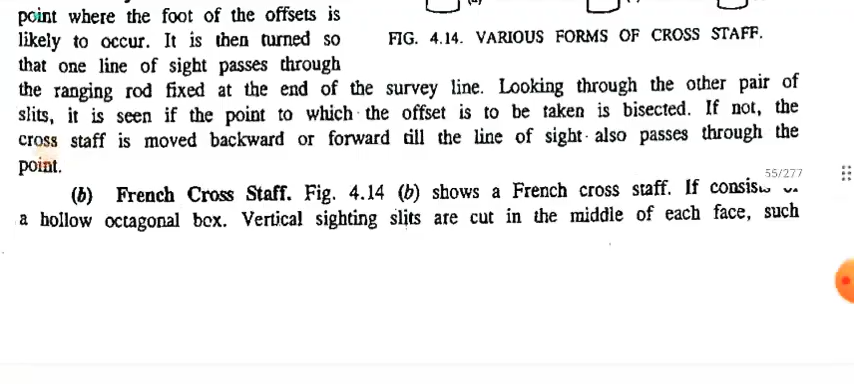 point where the foot of the offsets is
likely to occur. It is then turned so
FIG. 4.14. VARIOUS FORMS OF CROSS STAFF.
that one line of sight passes through
the ranging rod fixed at the end of the survey line. Looking through the other pair of
slits, it is seen if the point to which the offset is to be taken is bisected. If not, the
cross staff is moved backward or forward till the line of sight also passes through the
point.
55/277
(b) French Cross Staff. Fig. 4.14 (b) shows a French cross staff. If
a hollow octagonal box. Vertical sighting slits are cut in the middle of each face, such